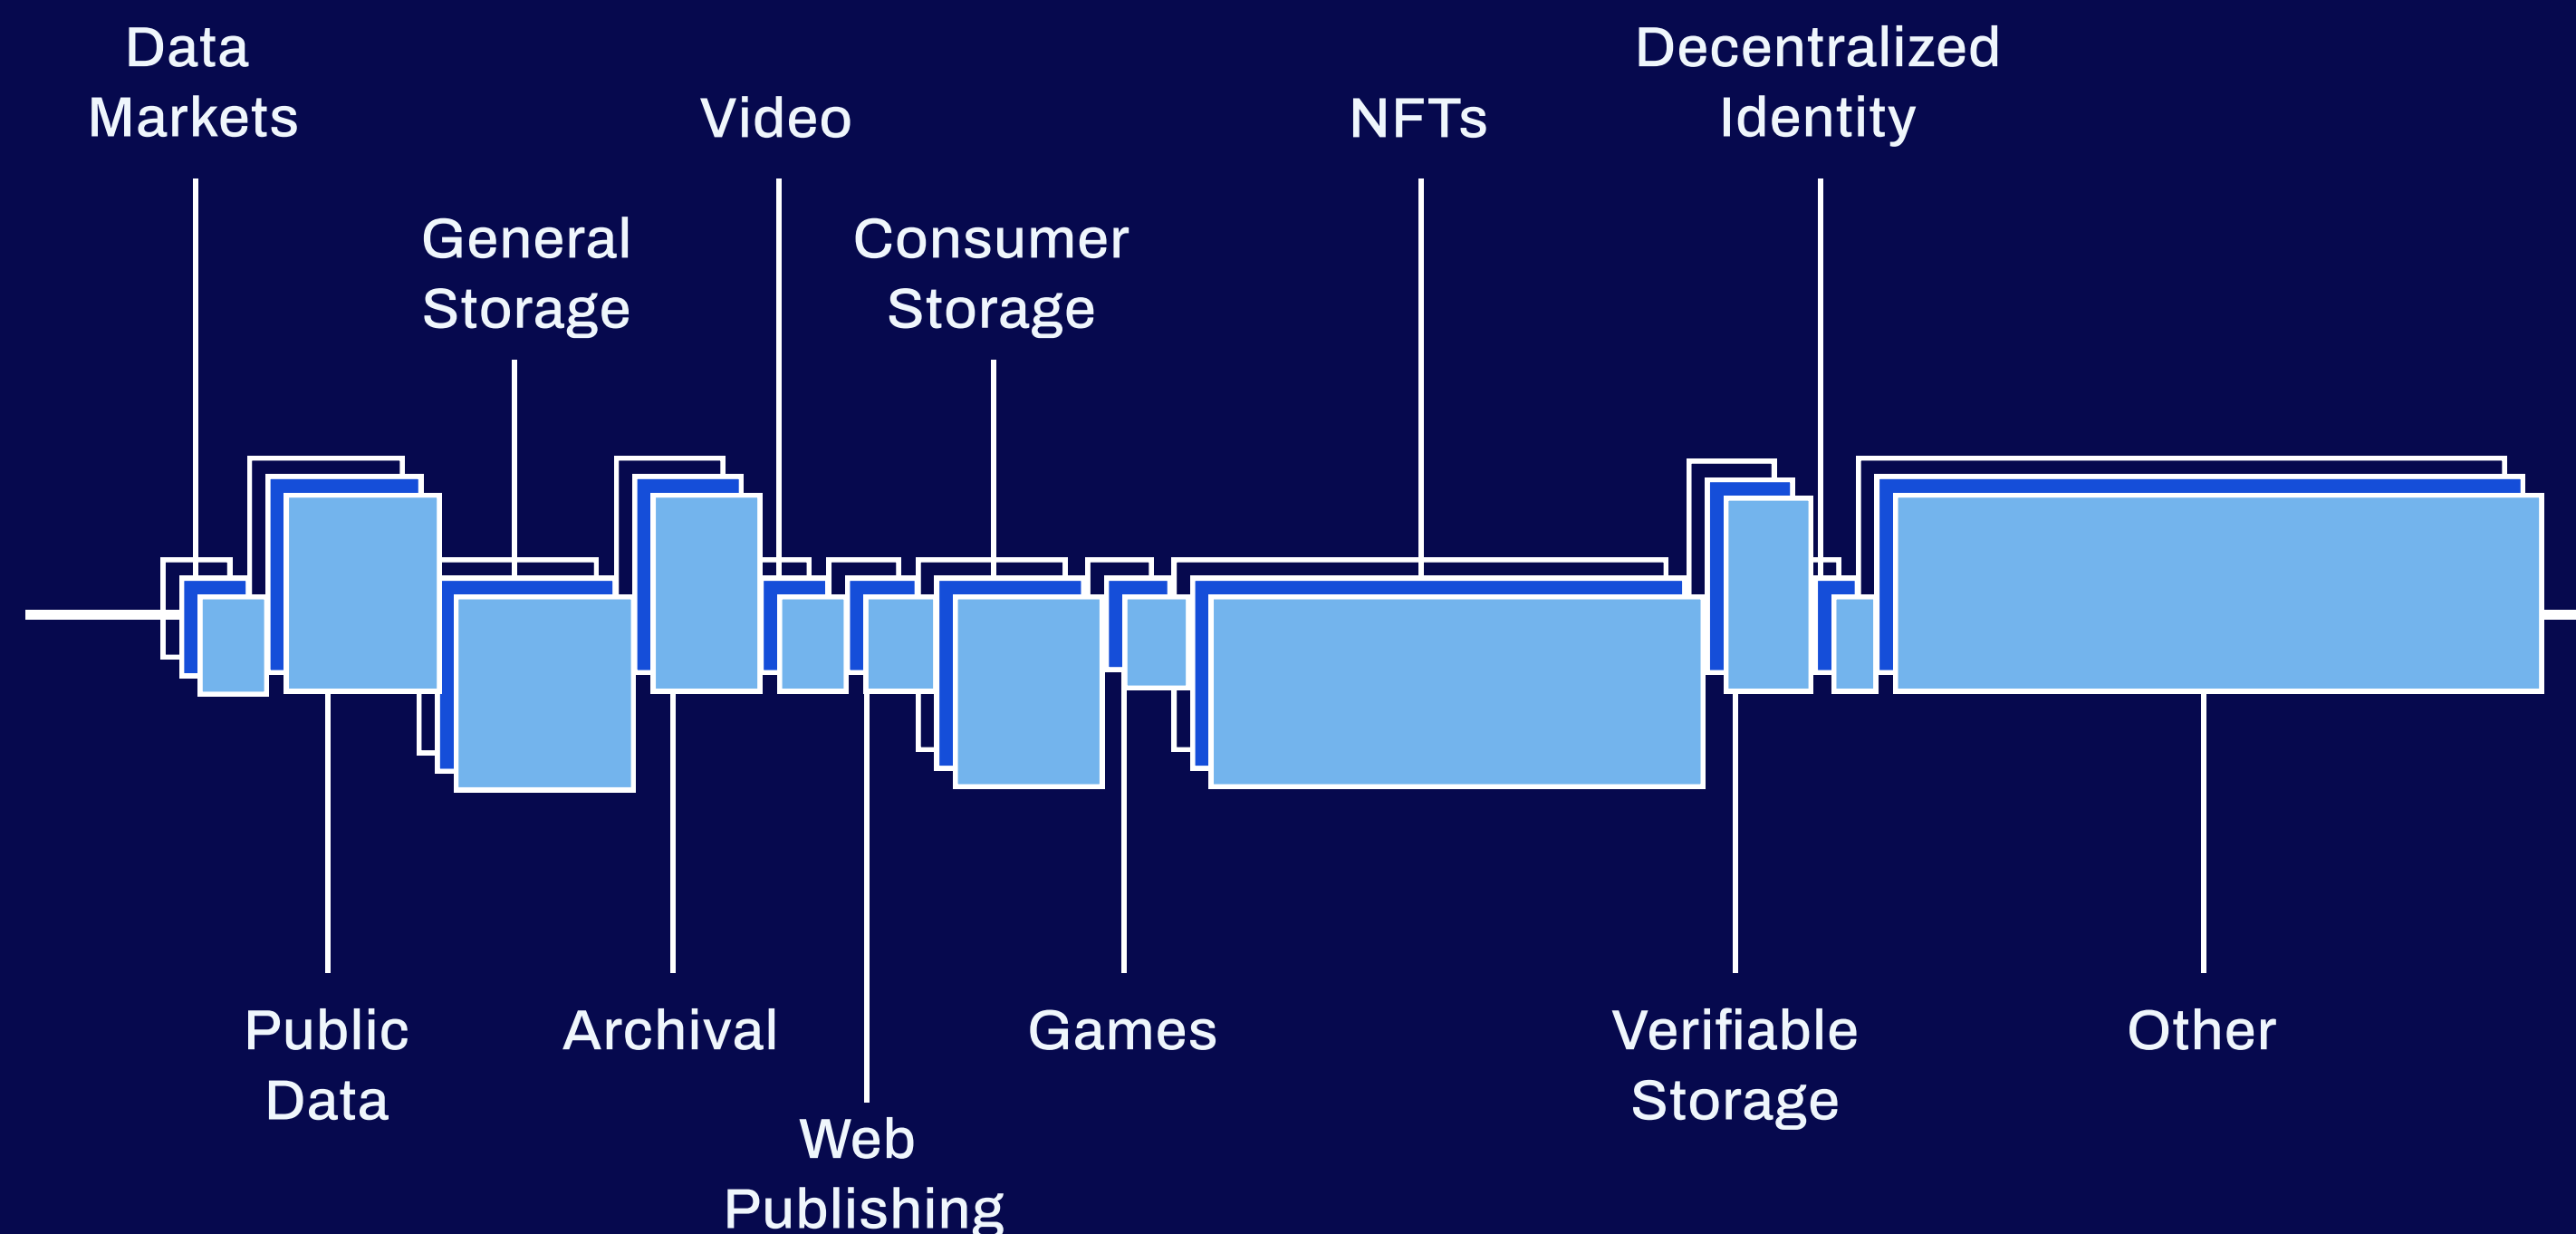 Data
Markets
Video
NFTs
Decentralized
Identity
General
Storage
Consumer
Storage
Public
Data
Archival
Games
Verifiable
Storage
Other
Web
Publishing